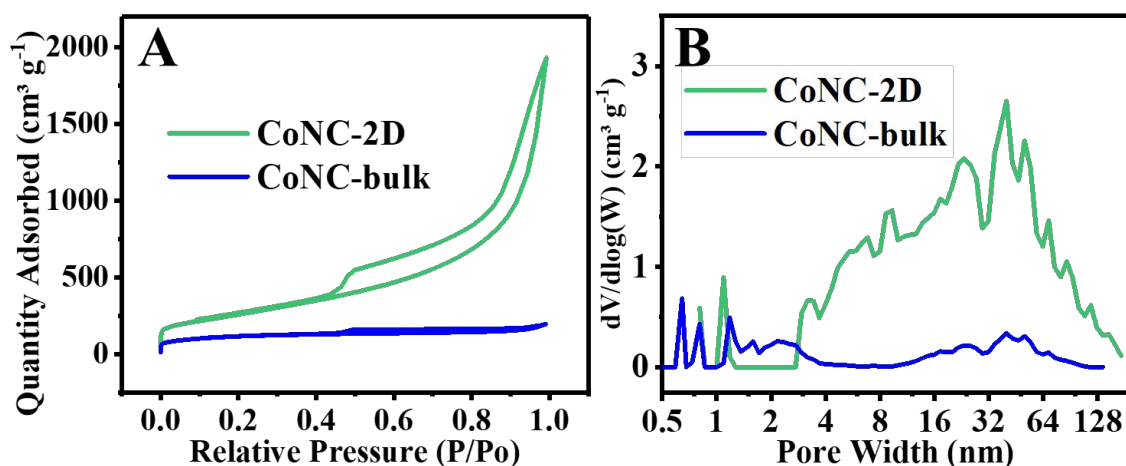 A
Quantity Adsorbed (cm³ g⁻¹)
2000
1500
1000
500
0
CoNC-2D
CoNC-bulk
0.0 0.2 0.4 0.6 0.8 1.0
Relative Pressure (P/Po)
B
dV/dlog(W) (cm³ g⁻¹)
3
2
1
0
CoNC-2D
CoNC-bulk
0.5 1 2 4 8 16 32 64 128
Pore Width (nm)